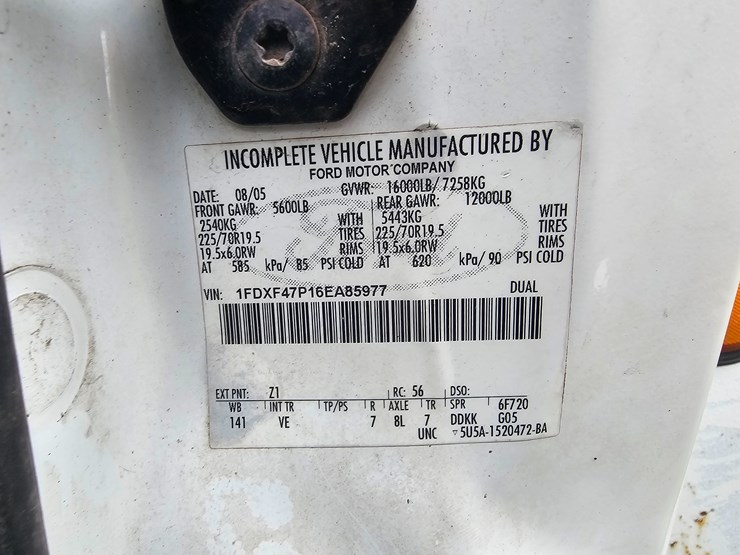 INCOMPLETE VEHICLE MANUFACTURED BY
FORD MOTOR COMPANY
DATE: 08/05 GVWR: 16000LB/7258KG
FRONT GAWR: 5600LB REAR GAWR: 12000LB
2540KG WITH 5443KG WITH
225/70R19.5 TIRES 225/70R19.5 TIRES
19.5x6.0RW RIMS 19.5x6.0RW RIMS
AT 585 kPa/ 85 PSI COLD AT 620 kPa/ 90 PSI COLD
VIN: 1FDXF47P16EA85977 DUAL
EXT PNT: Z1 RC: 56 DSO:
WB INT TR TP/PS R AXLE TR SPR 6F720
141 VE 7 8L 7 DDKK G05
UNC ▽5U5A-1520472-BA